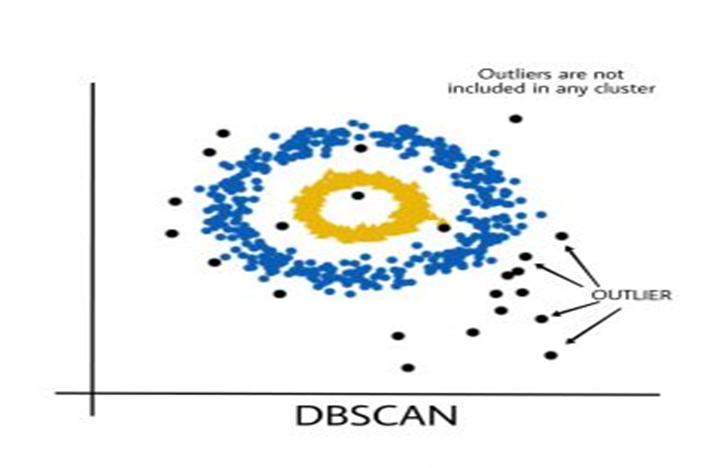 Outliers are not
included in any cluster
OUTLIER
DBSCAN